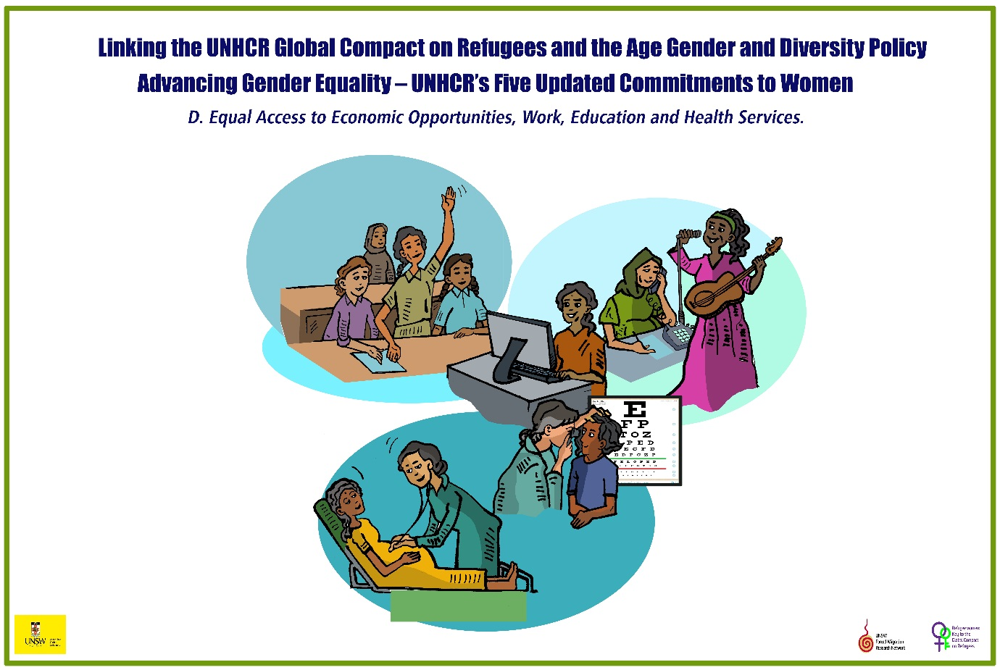 Linking the UNHCR Global Compact on Refugees and the Age Gender and Diversity Policy
Advancing Gender Equality – UNHCR's Five Updated Commitments to Women
D. Equal Access to Economic Opportunities, Work, Education and Health Services.
E
F P
T O Z
P E D
E C F D
E D F C Z P
UNSW
UNSW
Forced Migration
Research Network
Refugee women
Key to the
Global Compact
on Refugees